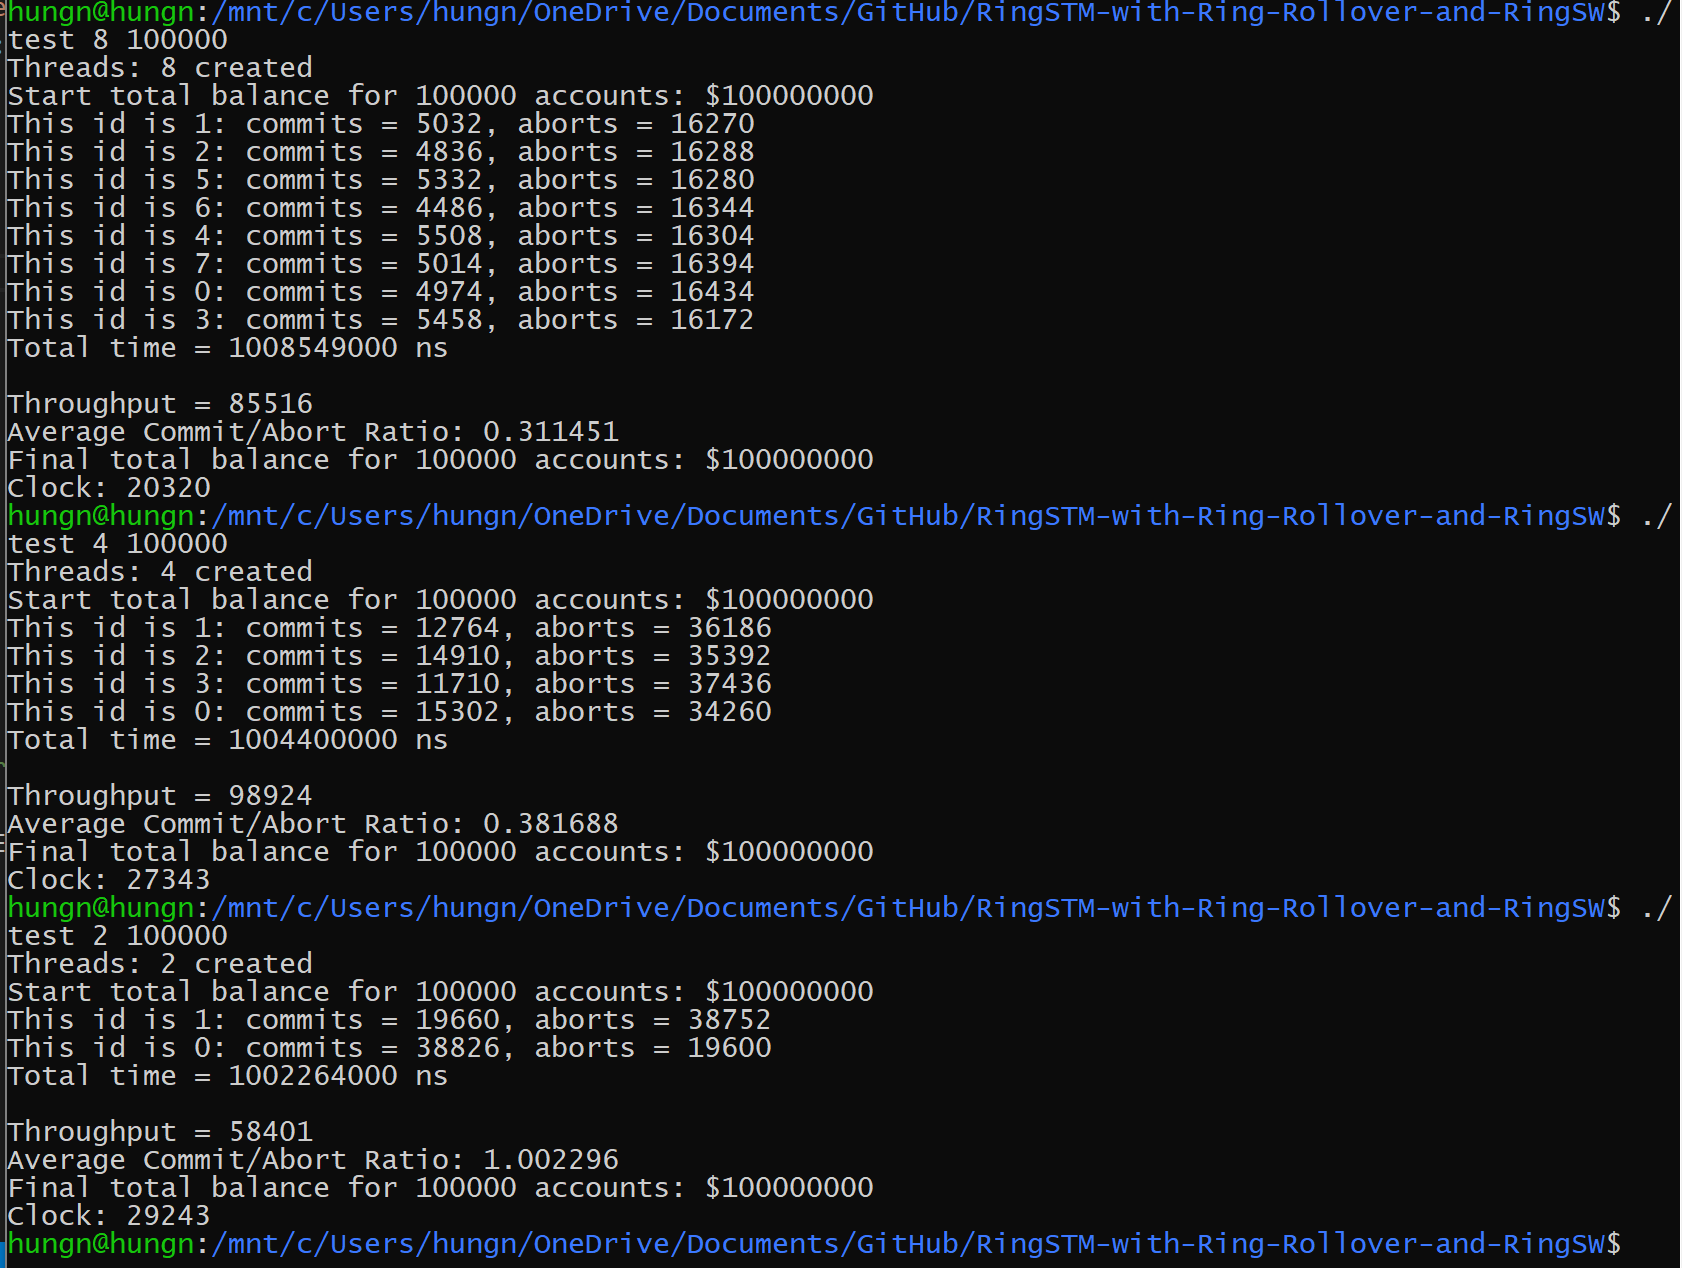 hungn@hungn:/mnt/c/Users/hungn/OneDrive/Documents/GitHub/RingSTM-with-Ring-Rollover-and-RingSW$ ./
test 8 100000
Threads: 8 created
Start total balance for 100000 accounts: $100000000
This id is 1: commits = 5032, aborts = 16270
This id is 2: commits = 4836, aborts = 16288
This id is 5: commits = 5332, aborts = 16280
This id is 6: commits = 4486, aborts = 16344
This id is 4: commits = 5508, aborts = 16304
This id is 7: commits = 5014, aborts = 16394
This id is 0: commits = 4974, aborts = 16434
This id is 3: commits = 5458, aborts = 16172
Total time = 1008549000 ns

Throughput = 85516
Average Commit/Abort Ratio: 0.311451
Final total balance for 100000 accounts: $100000000
Clock: 20320
hungn@hungn:/mnt/c/Users/hungn/OneDrive/Documents/GitHub/RingSTM-with-Ring-Rollover-and-RingSW$ ./
test 4 100000
Threads: 4 created
Start total balance for 100000 accounts: $100000000
This id is 1: commits = 12764, aborts = 36186
This id is 2: commits = 14910, aborts = 35392
This id is 3: commits = 11710, aborts = 37436
This id is 0: commits = 15302, aborts = 34260
Total time = 1004400000 ns

Throughput = 98924
Average Commit/Abort Ratio: 0.381688
Final total balance for 100000 accounts: $100000000
Clock: 27343
hungn@hungn:/mnt/c/Users/hungn/OneDrive/Documents/GitHub/RingSTM-with-Ring-Rollover-and-RingSW$ ./
test 2 100000
Threads: 2 created
Start total balance for 100000 accounts: $100000000
This id is 1: commits = 19660, aborts = 38752
This id is 0: commits = 38826, aborts = 19600
Total time = 1002264000 ns

Throughput = 58401
Average Commit/Abort Ratio: 1.002296
Final total balance for 100000 accounts: $100000000
Clock: 29243
hungn@hungn:/mnt/c/Users/hungn/OneDrive/Documents/GitHub/RingSTM-with-Ring-Rollover-and-RingSW$